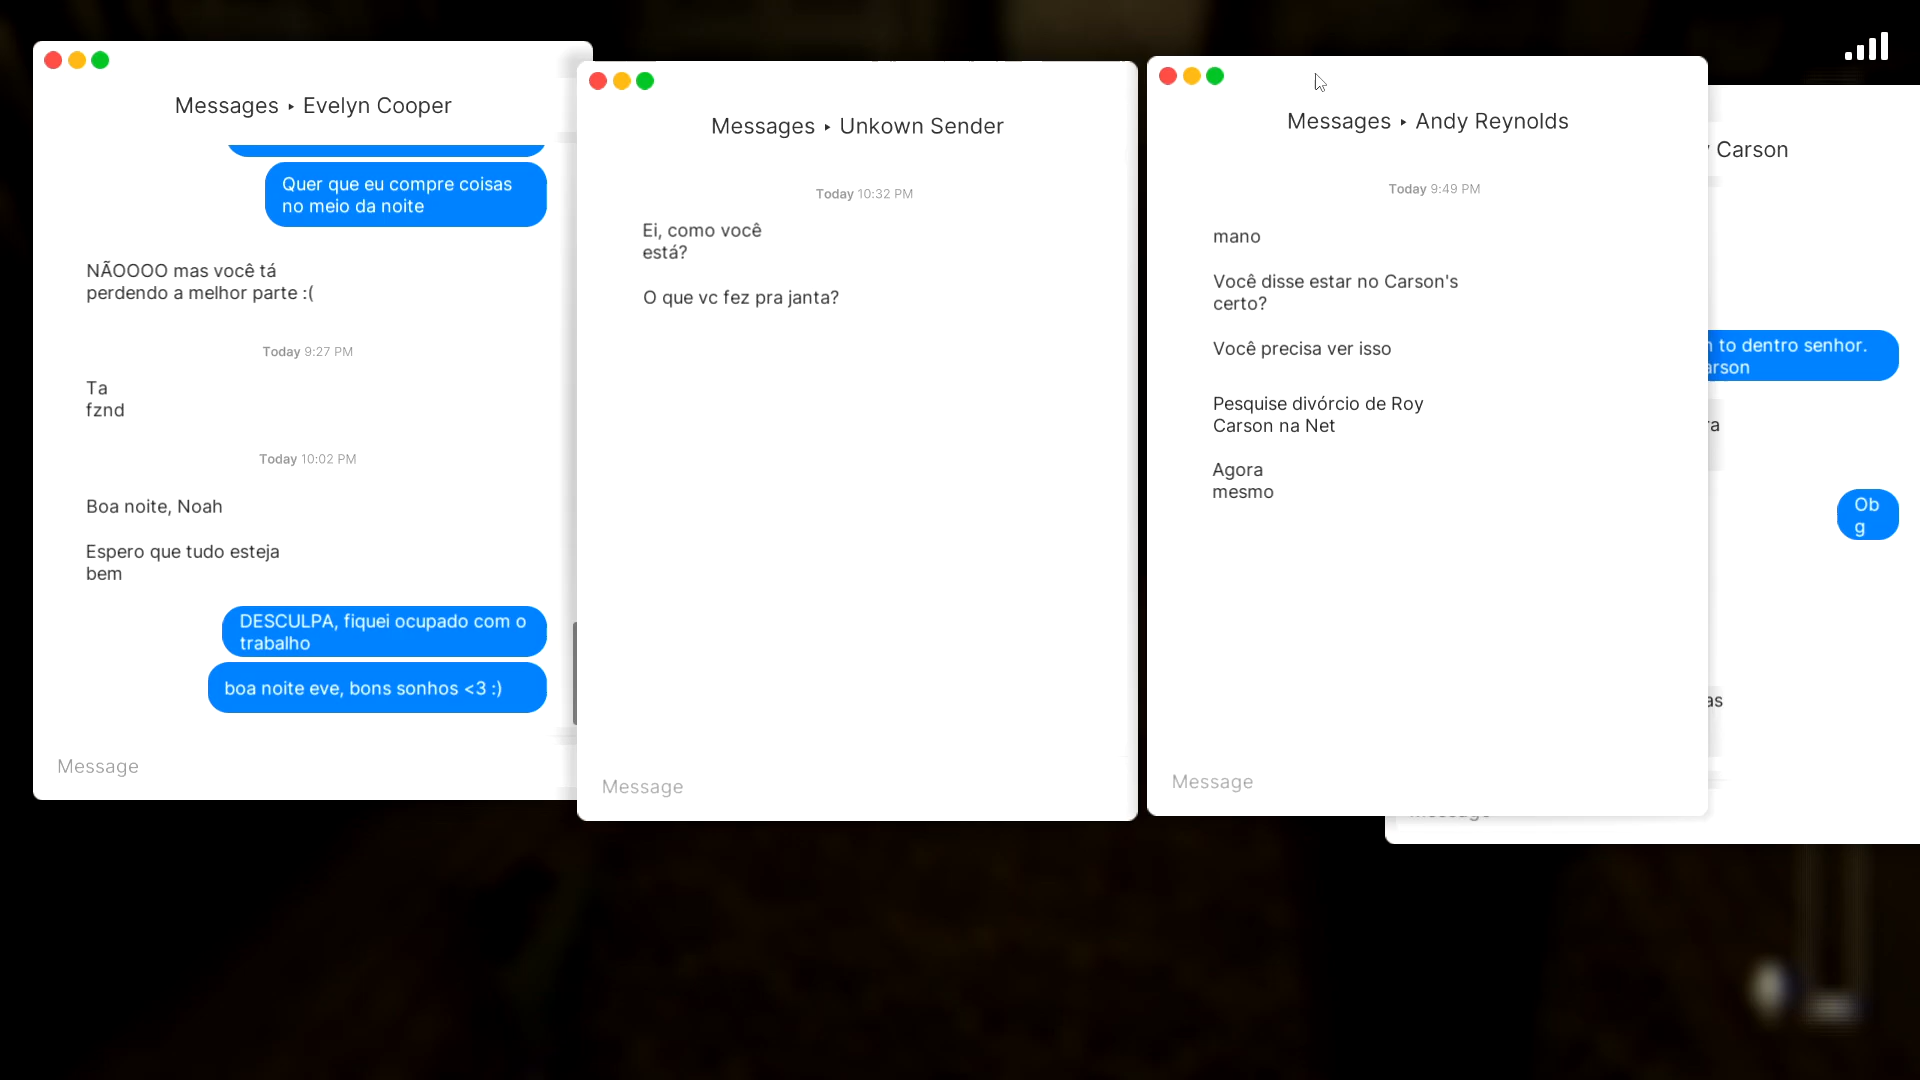 Messages ▸ Evelyn Cooper
Quer que eu compre coisas
no meio da noite
NÃOOOO mas você tá
perdendo a melhor parte :(
Today 9:27 PM
Ta
fznd
Today 10:02 PM
Boa noite, Noah
Espero que tudo esteja
bem
DESCULPA, fiquei ocupado com o
trabalho
boa noite eve, bons sonhos <3 :)
Message
Messages ▸ Unkown Sender
Today 10:32 PM
Ei, como você
está?
O que vc fez pra janta?
Message
Messages ▸ Andy Reynolds
Today 9:49 PM
mano
Você disse estar no Carson's
certo?
Você precisa ver isso
Pesquise divórcio de Roy
Carson na Net
Agora
mesmo
Message
Carson
to dentro senhor.
Ob
g